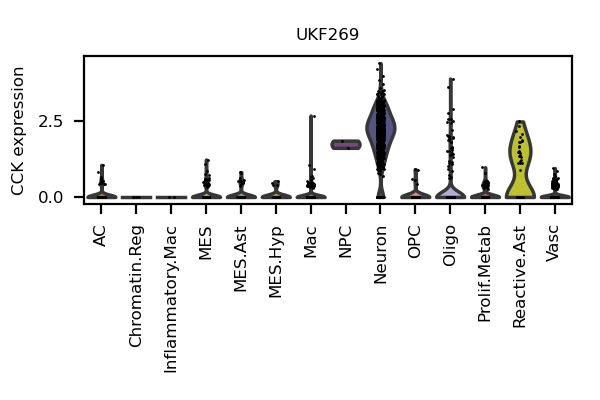 UKF269
CCK expression
2.5
0.0
AC
Chromatin.Reg
Inflammatory.Mac
MES
MES.Ast
MES.Hyp
Mac
NPC
Neuron
OPC
Oligo
Prolif.Metab
Reactive.Ast
Vasc